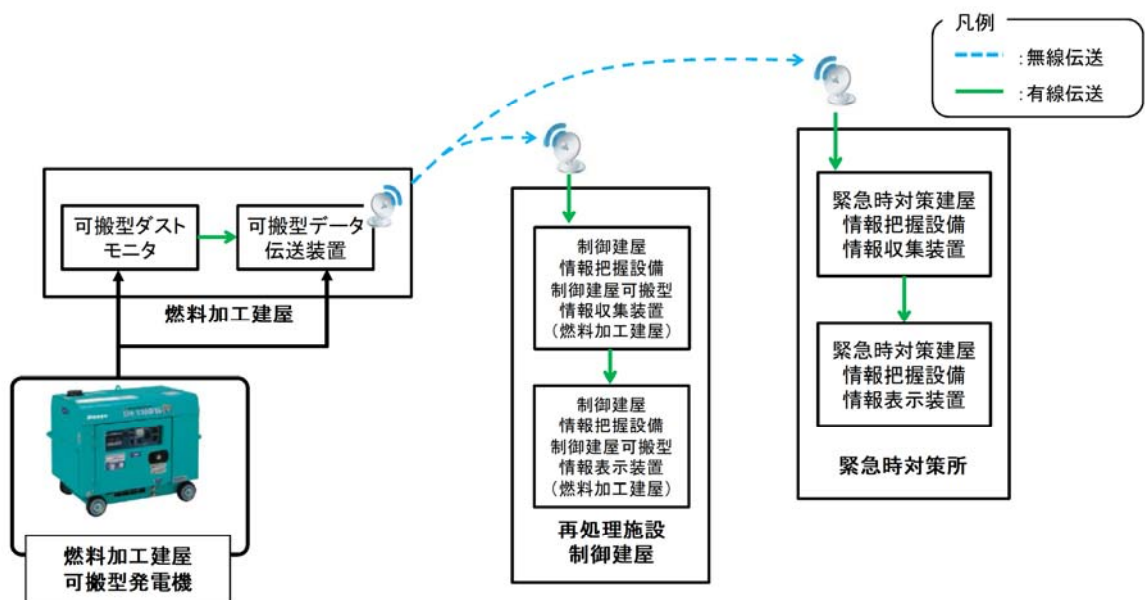 凡例
:無線伝送
:有線伝送
可搬型ダスト
モニタ
可搬型データ
伝送装置
燃料加工建屋
燃料加工建屋
可搬型発電機
制御建屋
情報把握設備
制御建屋可搬型
情報収集装置
(燃料加工建屋)
制御建屋
情報把握設備
制御建屋可搬型
情報表示装置
(燃料加工建屋)
再処理施設
制御建屋
緊急時対策建屋
情報把握設備
情報収集装置
緊急時対策建屋
情報把握設備
情報表示装置
緊急時対策所